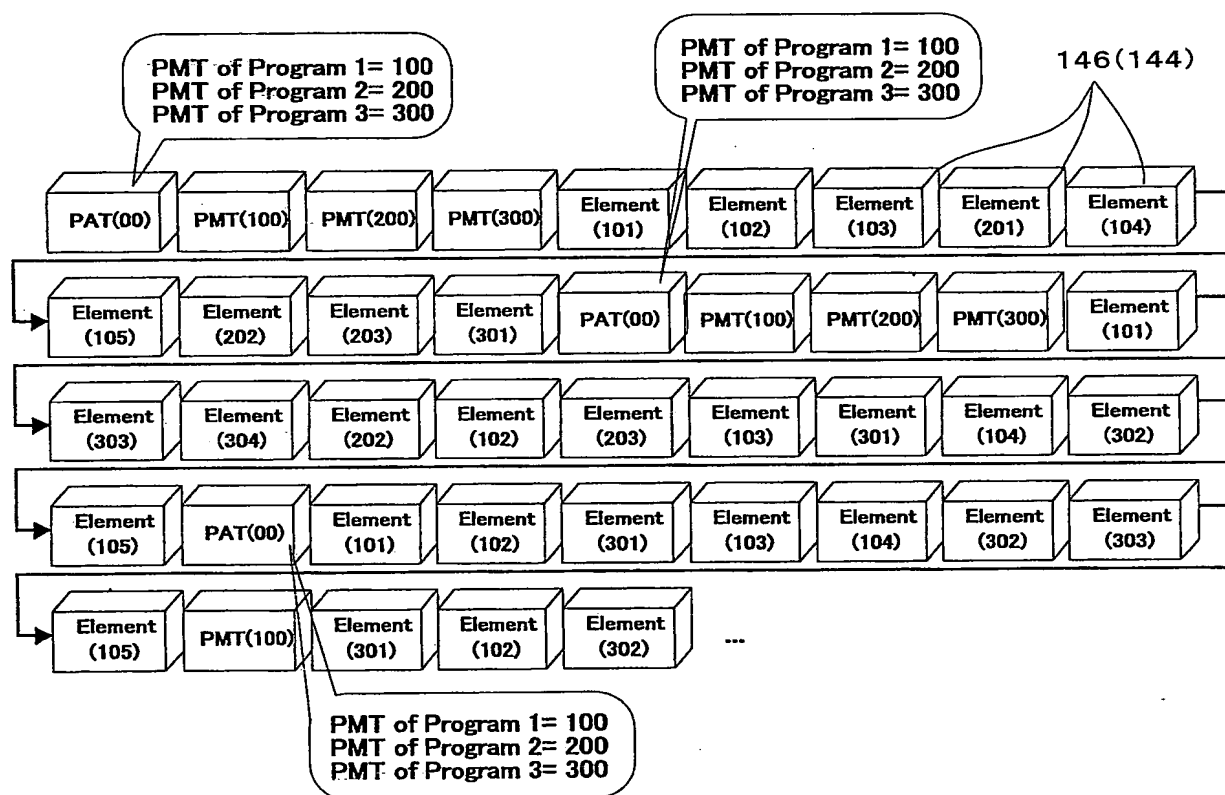 PMT of Program 1= 100
PMT of Program 2= 200
PMT of Program 3= 300
PMT of Program 1= 100
PMT of Program 2= 200
PMT of Program 3= 300
146(144)
PAT(00)
PMT(100)
PMT(200)
PMT(300)
Element
(101)
Element
(102)
Element
(103)
Element
(201)
Element
(104)
Element
(105)
Element
(202)
Element
(203)
Element
(301)
PAT(00)
PMT(100)
PMT(200)
PMT(300)
Element
(101)
Element
(303)
Element
(304)
Element
(202)
Element
(102)
Element
(203)
Element
(103)
Element
(301)
Element
(104)
Element
(302)
Element
(105)
PAT(00)
Element
(101)
Element
(102)
Element
(301)
Element
(103)
Element
(104)
Element
(302)
Element
(303)
Element
(105)
PMT(100)
Element
(301)
Element
(102)
Element
(302)
...
PMT of Program 1= 100
PMT of Program 2= 200
PMT of Program 3= 300